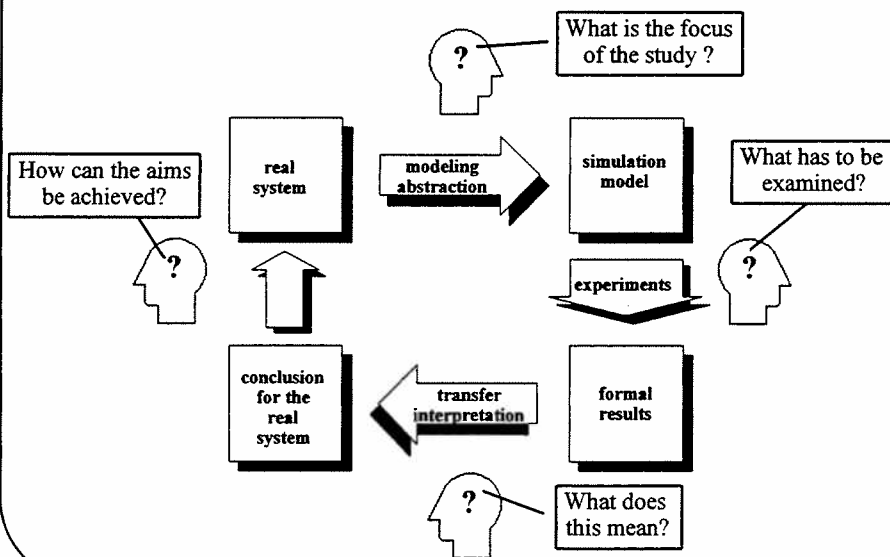 What is the focus
of the study ?
?
real
system
modeling
abstraction
simulation
model
How can the aims
be achieved?
What has to be
examined?
?
?
experiments
conclusion
for the
real
system
transfer
interpretation
formal
results
?
What does
this mean?